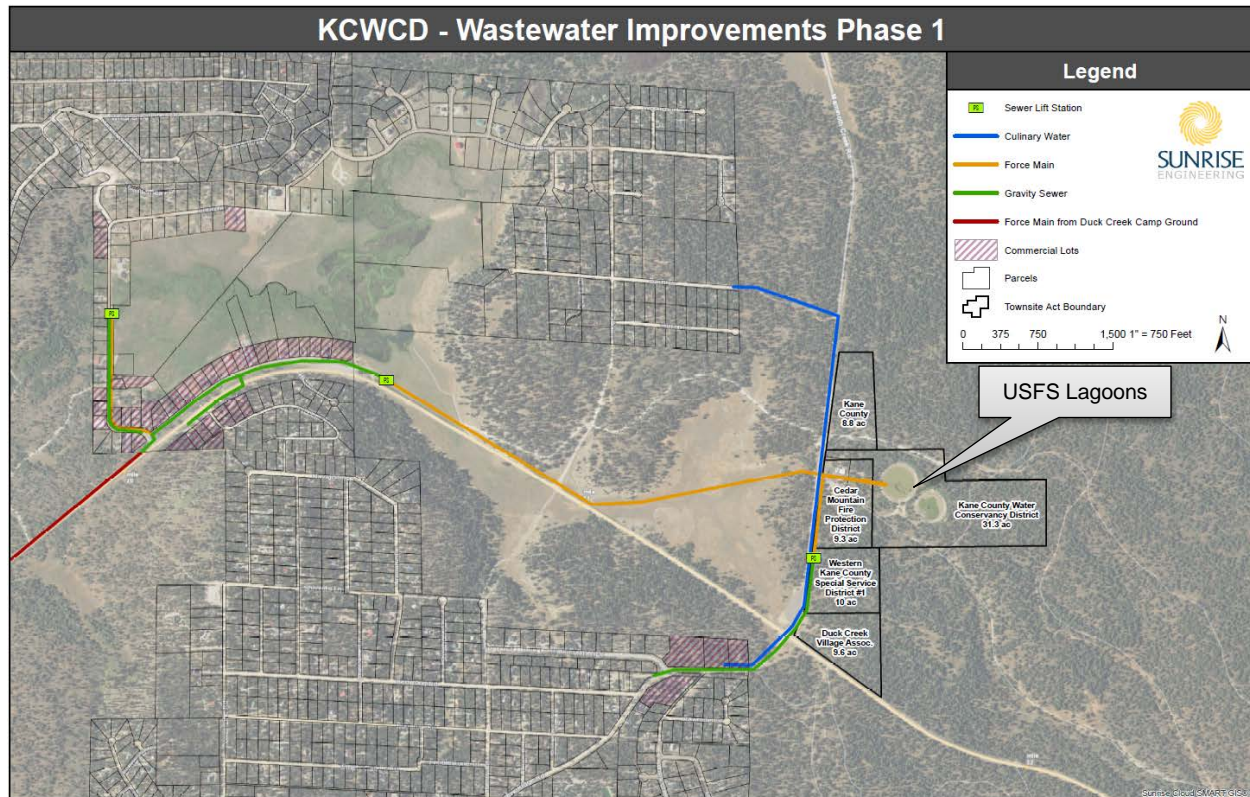 KCWCD - Wastewater Improvements Phase 1
Legend
PS
Sewer Lift Station
Culinary Water
Force Main
Gravity Sewer
Force Main from Duck Creek Camp Ground
Commercial Lots
Parcels
Townsite Act Boundary
0 375 750 1,500 1" = 750 Feet
N
SUNRISE
ENGINEERING
USFS Lagoons
PS
PS
PS
Kane
County
8.8 ac
Cedar
Mountain
Fire
Protection
District
9.3 ac
Kane County Water
Conservancy District
31.3 ac
Western
Kane County
Special Service
District #1
10 ac
Duck Creek
Village Assoc.
9.6 ac